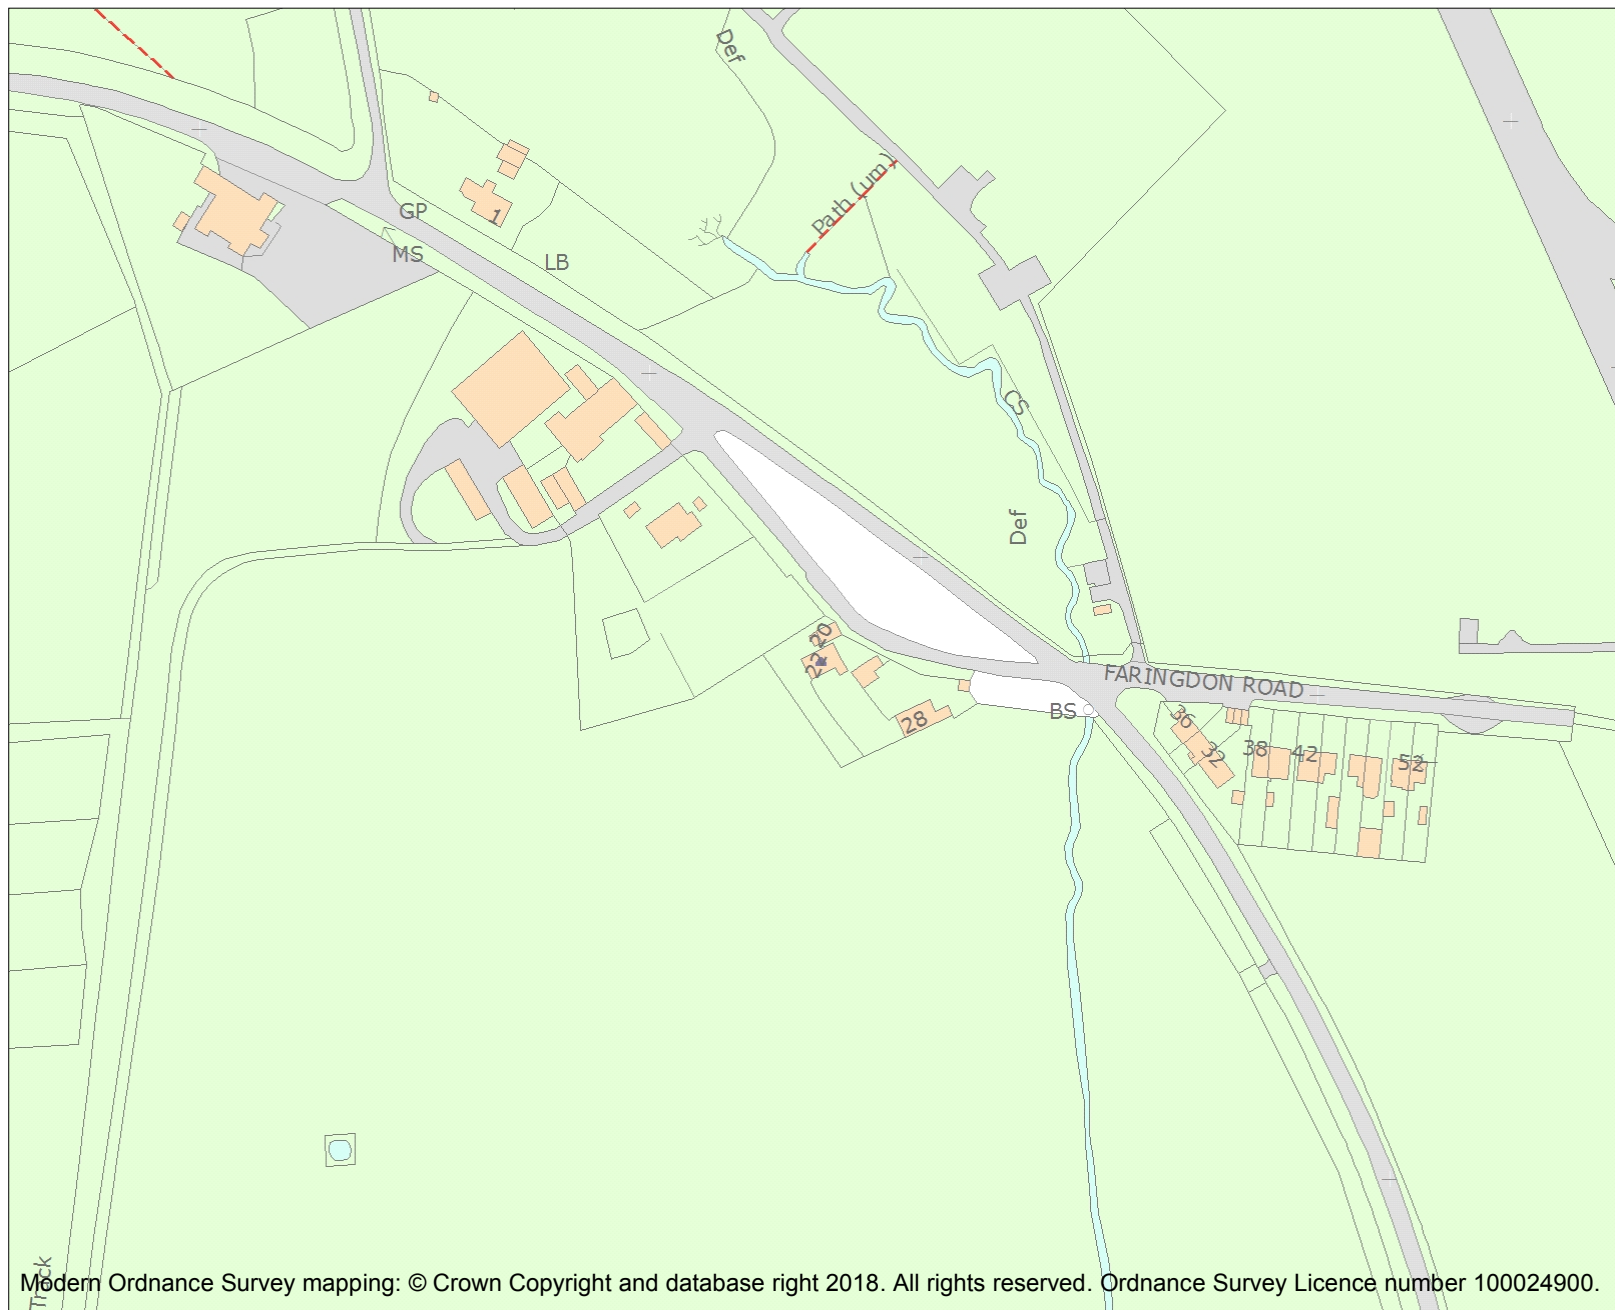 Def
Path (um)
GP
1
MS
LB
CS
Def
20
22
28
BS
FARINGDON ROAD
36
32
38
42
52
Track
Modern Ordnance Survey mapping: © Crown Copyright and database right 2018. All rights reserved. Ordnance Survey Licence number 100024900.